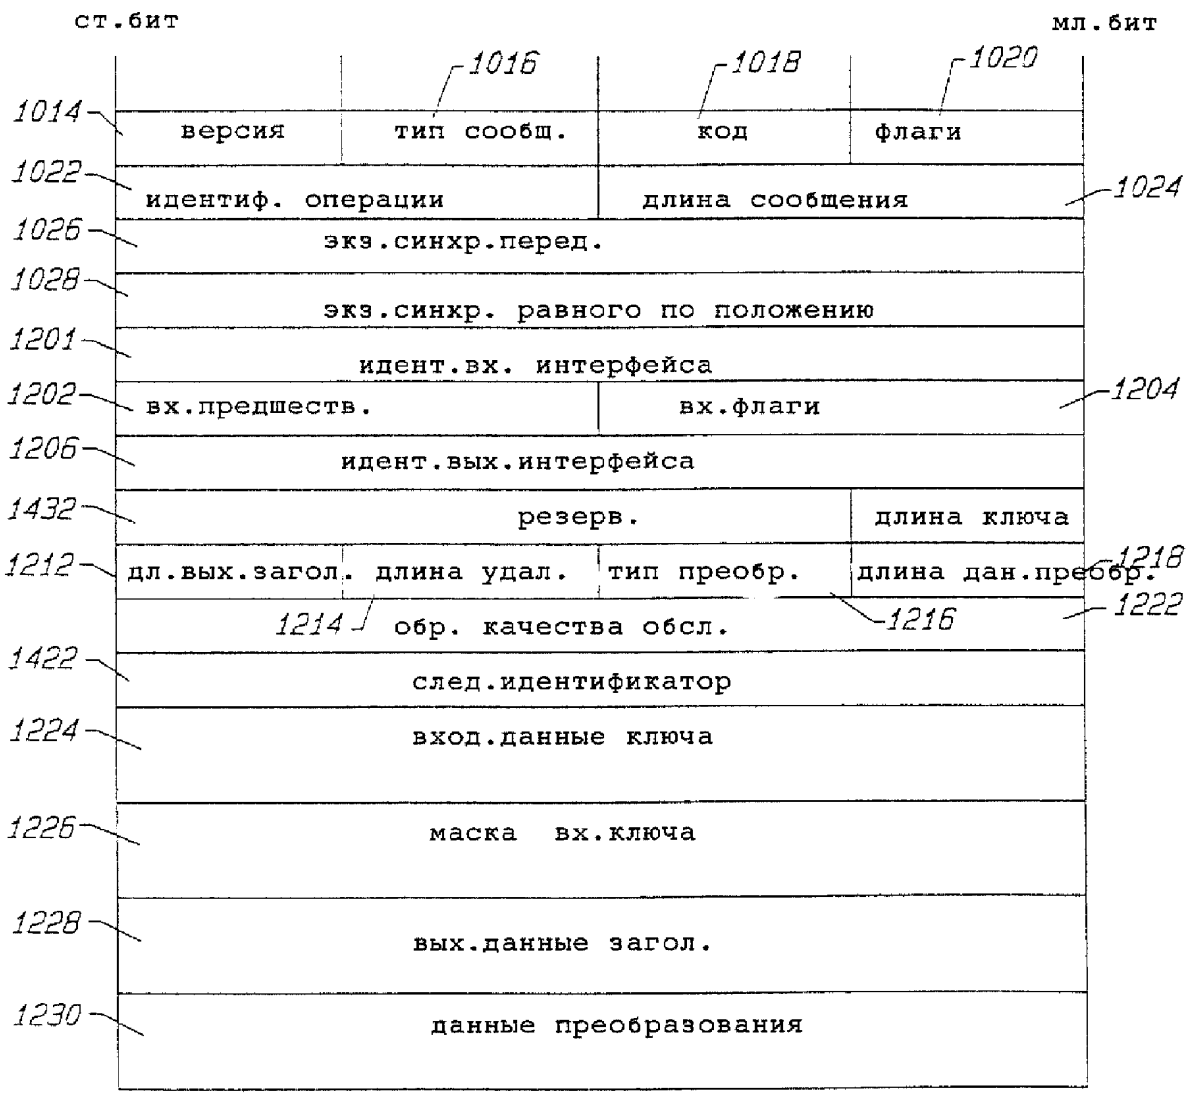 ст.бит мл.бит
1016 1018 1020
1014 версия тип сообщ. код флаги
1022 идентиф. операции длина сообщения 1024
1026 экз.синхр.перед.
1028 экз.синхр. равного по положению
1201 идент.вх. интерфейса
1202 вх.предшеств. вх.флаги 1204
1206 идент.вых.интерфейса
1432 резерв. длина ключа
1212 дл.вых.загол. длина удал. тип преобр. длина дан.преобр. 1218
1214 обр. качества обсл. 1216 1222
1422 след.идентификатор
1224 вход.данные ключа
1226 маска вх.ключа
1228 вых.данные загол.
1230 данные преобразования